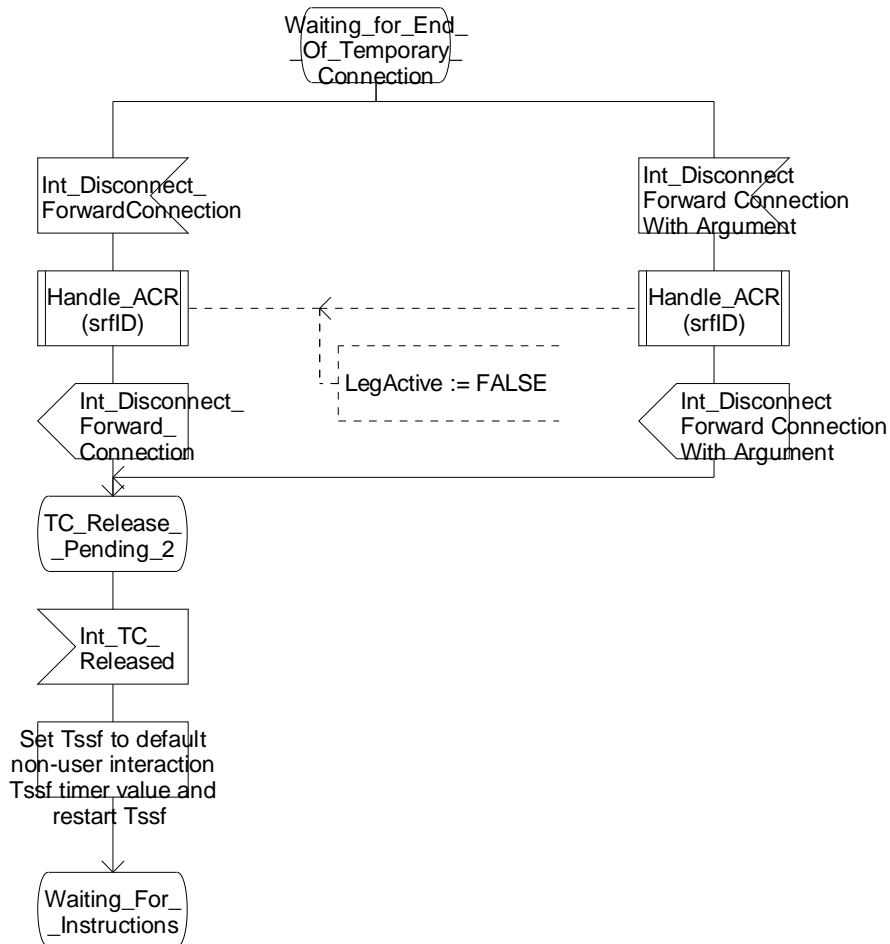 Waiting_for_End_
_Of_Temporary_
Connection
Int_Disconnect_
ForwardConnection
Int_Disconnect
Forward Connection
With Argument
Handle_ACR
(srfID)
Handle_ACR
(srfID)
LegActive := FALSE
Int_Disconnect_
Forward_
Connection
Int_Disconnect
Forward Connection
With Argument
TC_Release_
_Pending_2
Int_TC_
Released
Set Tssf to default
non-user interaction
Tssf timer value and
restart Tssf
Waiting_For_
_Instructions